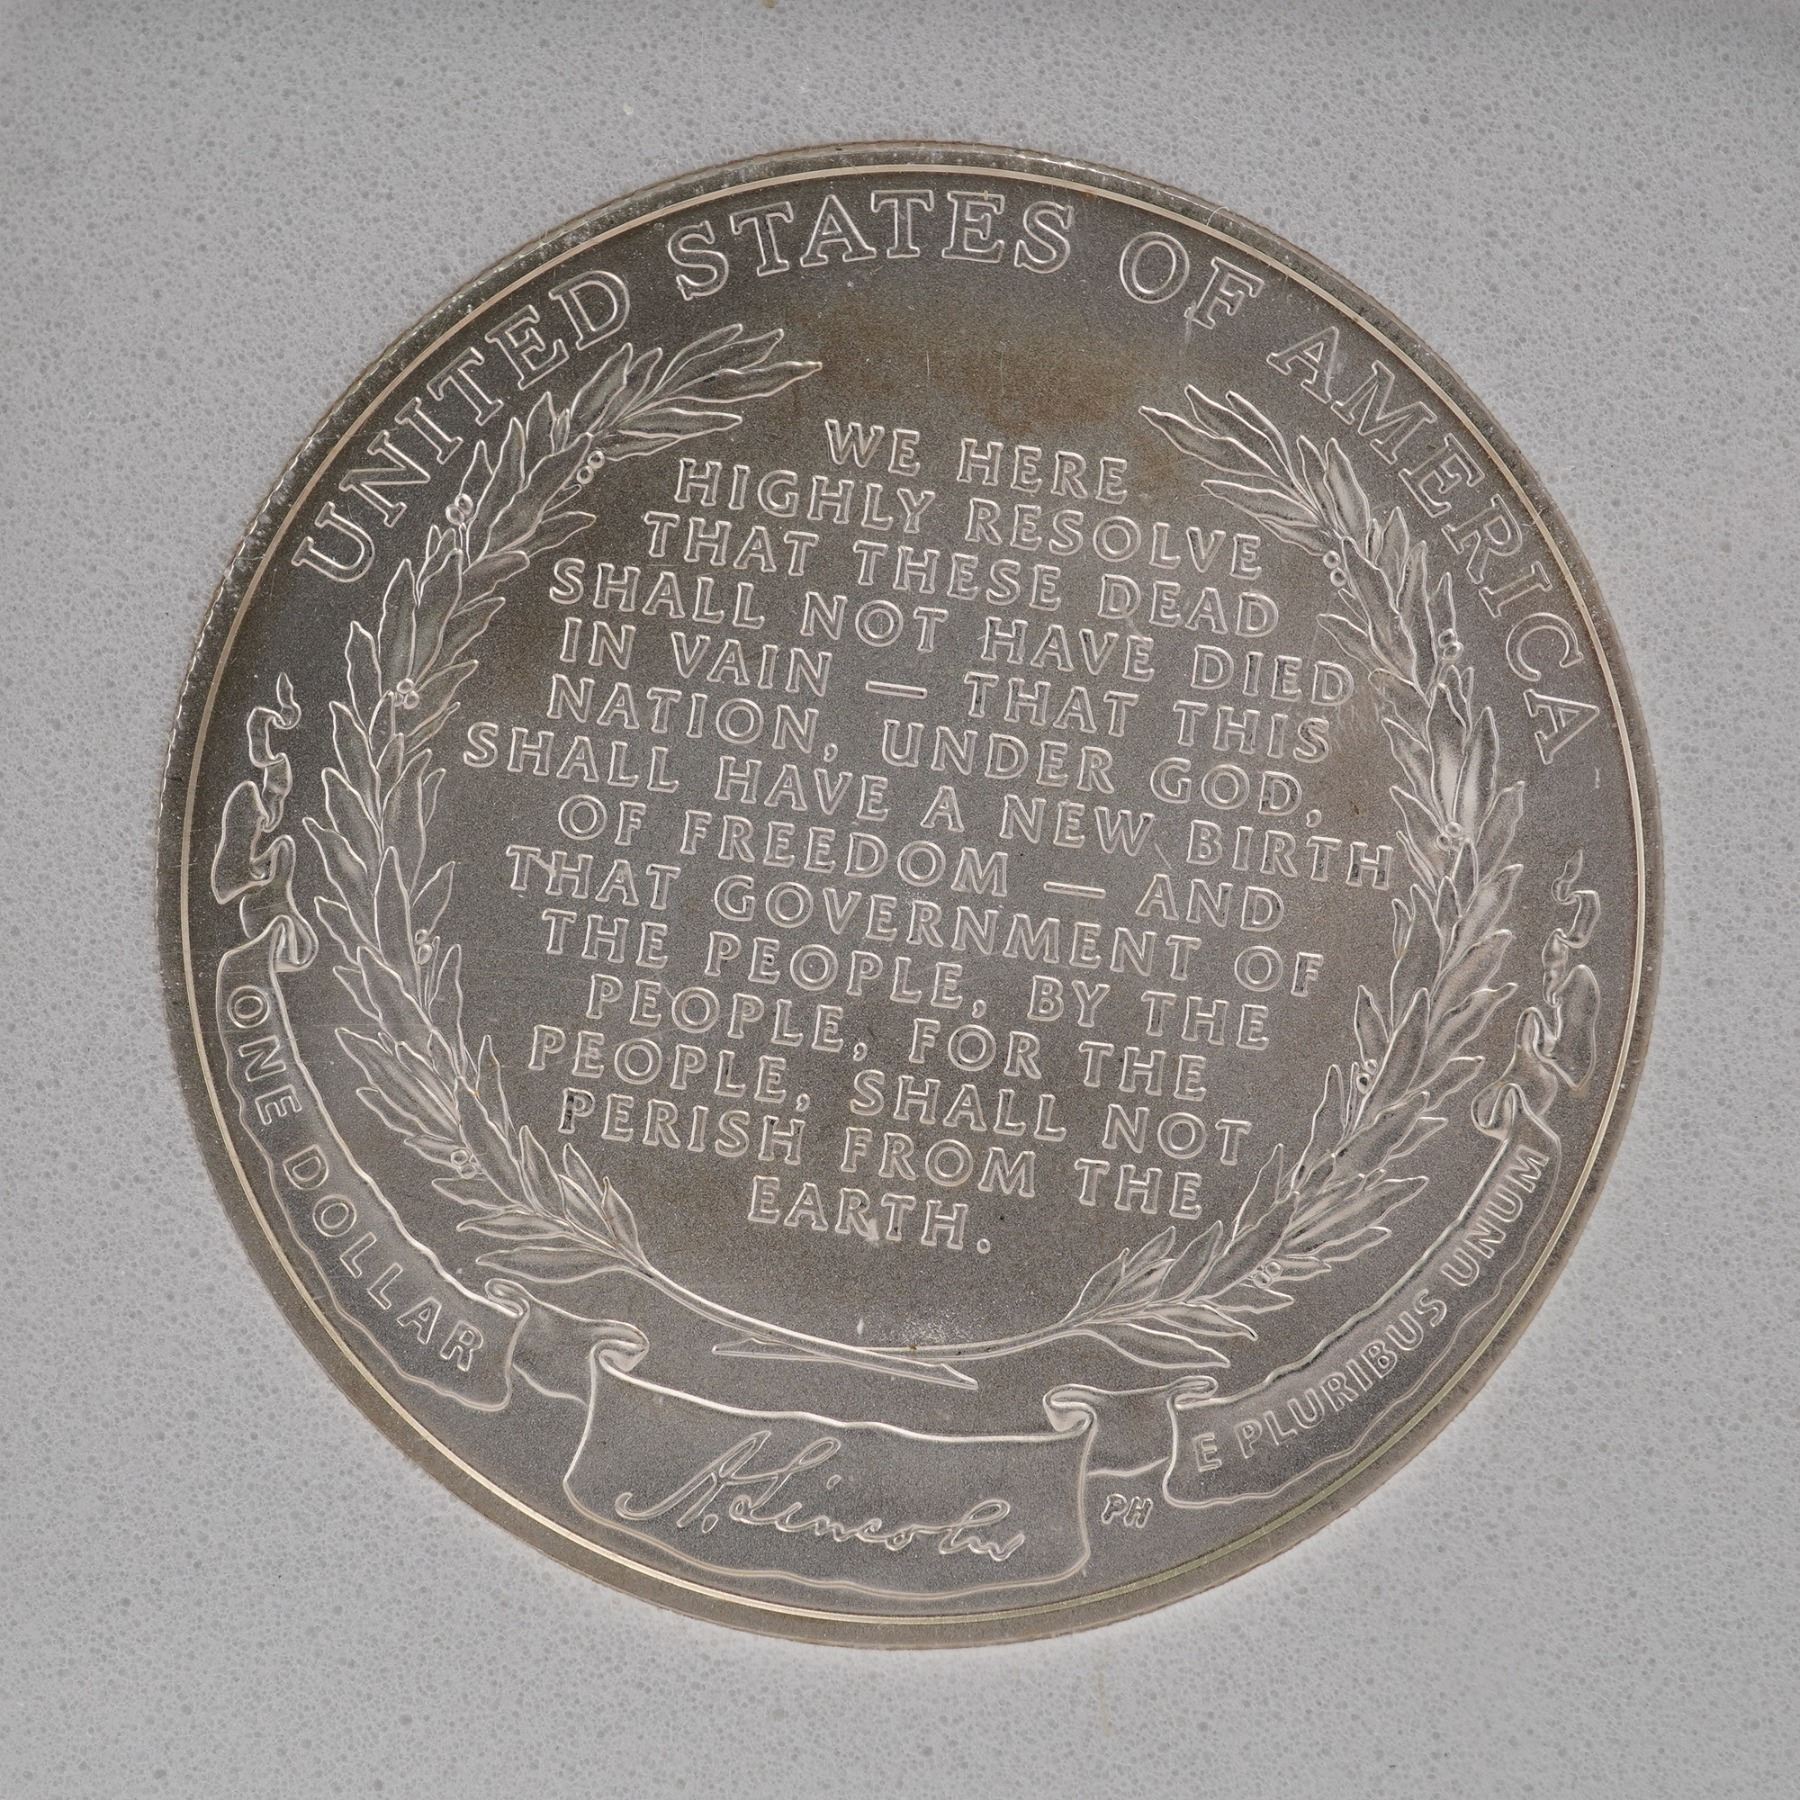 UNITED STATES OF AMERICA
WE HERE
HIGHLY RESOLVE
THAT THESE DEAD
SHALL NOT HAVE DIED
IN VAIN — THAT THIS
NATION, UNDER GOD,
SHALL HAVE A NEW BIRTH
OF FREEDOM — AND
THAT GOVERNMENT OF
THE PEOPLE, BY THE
PEOPLE, FOR THE
PEOPLE, SHALL NOT
PERISH FROM THE
EARTH.
ONE DOLLAR
A. Lincoln
PH
E PLURIBUS UNUM